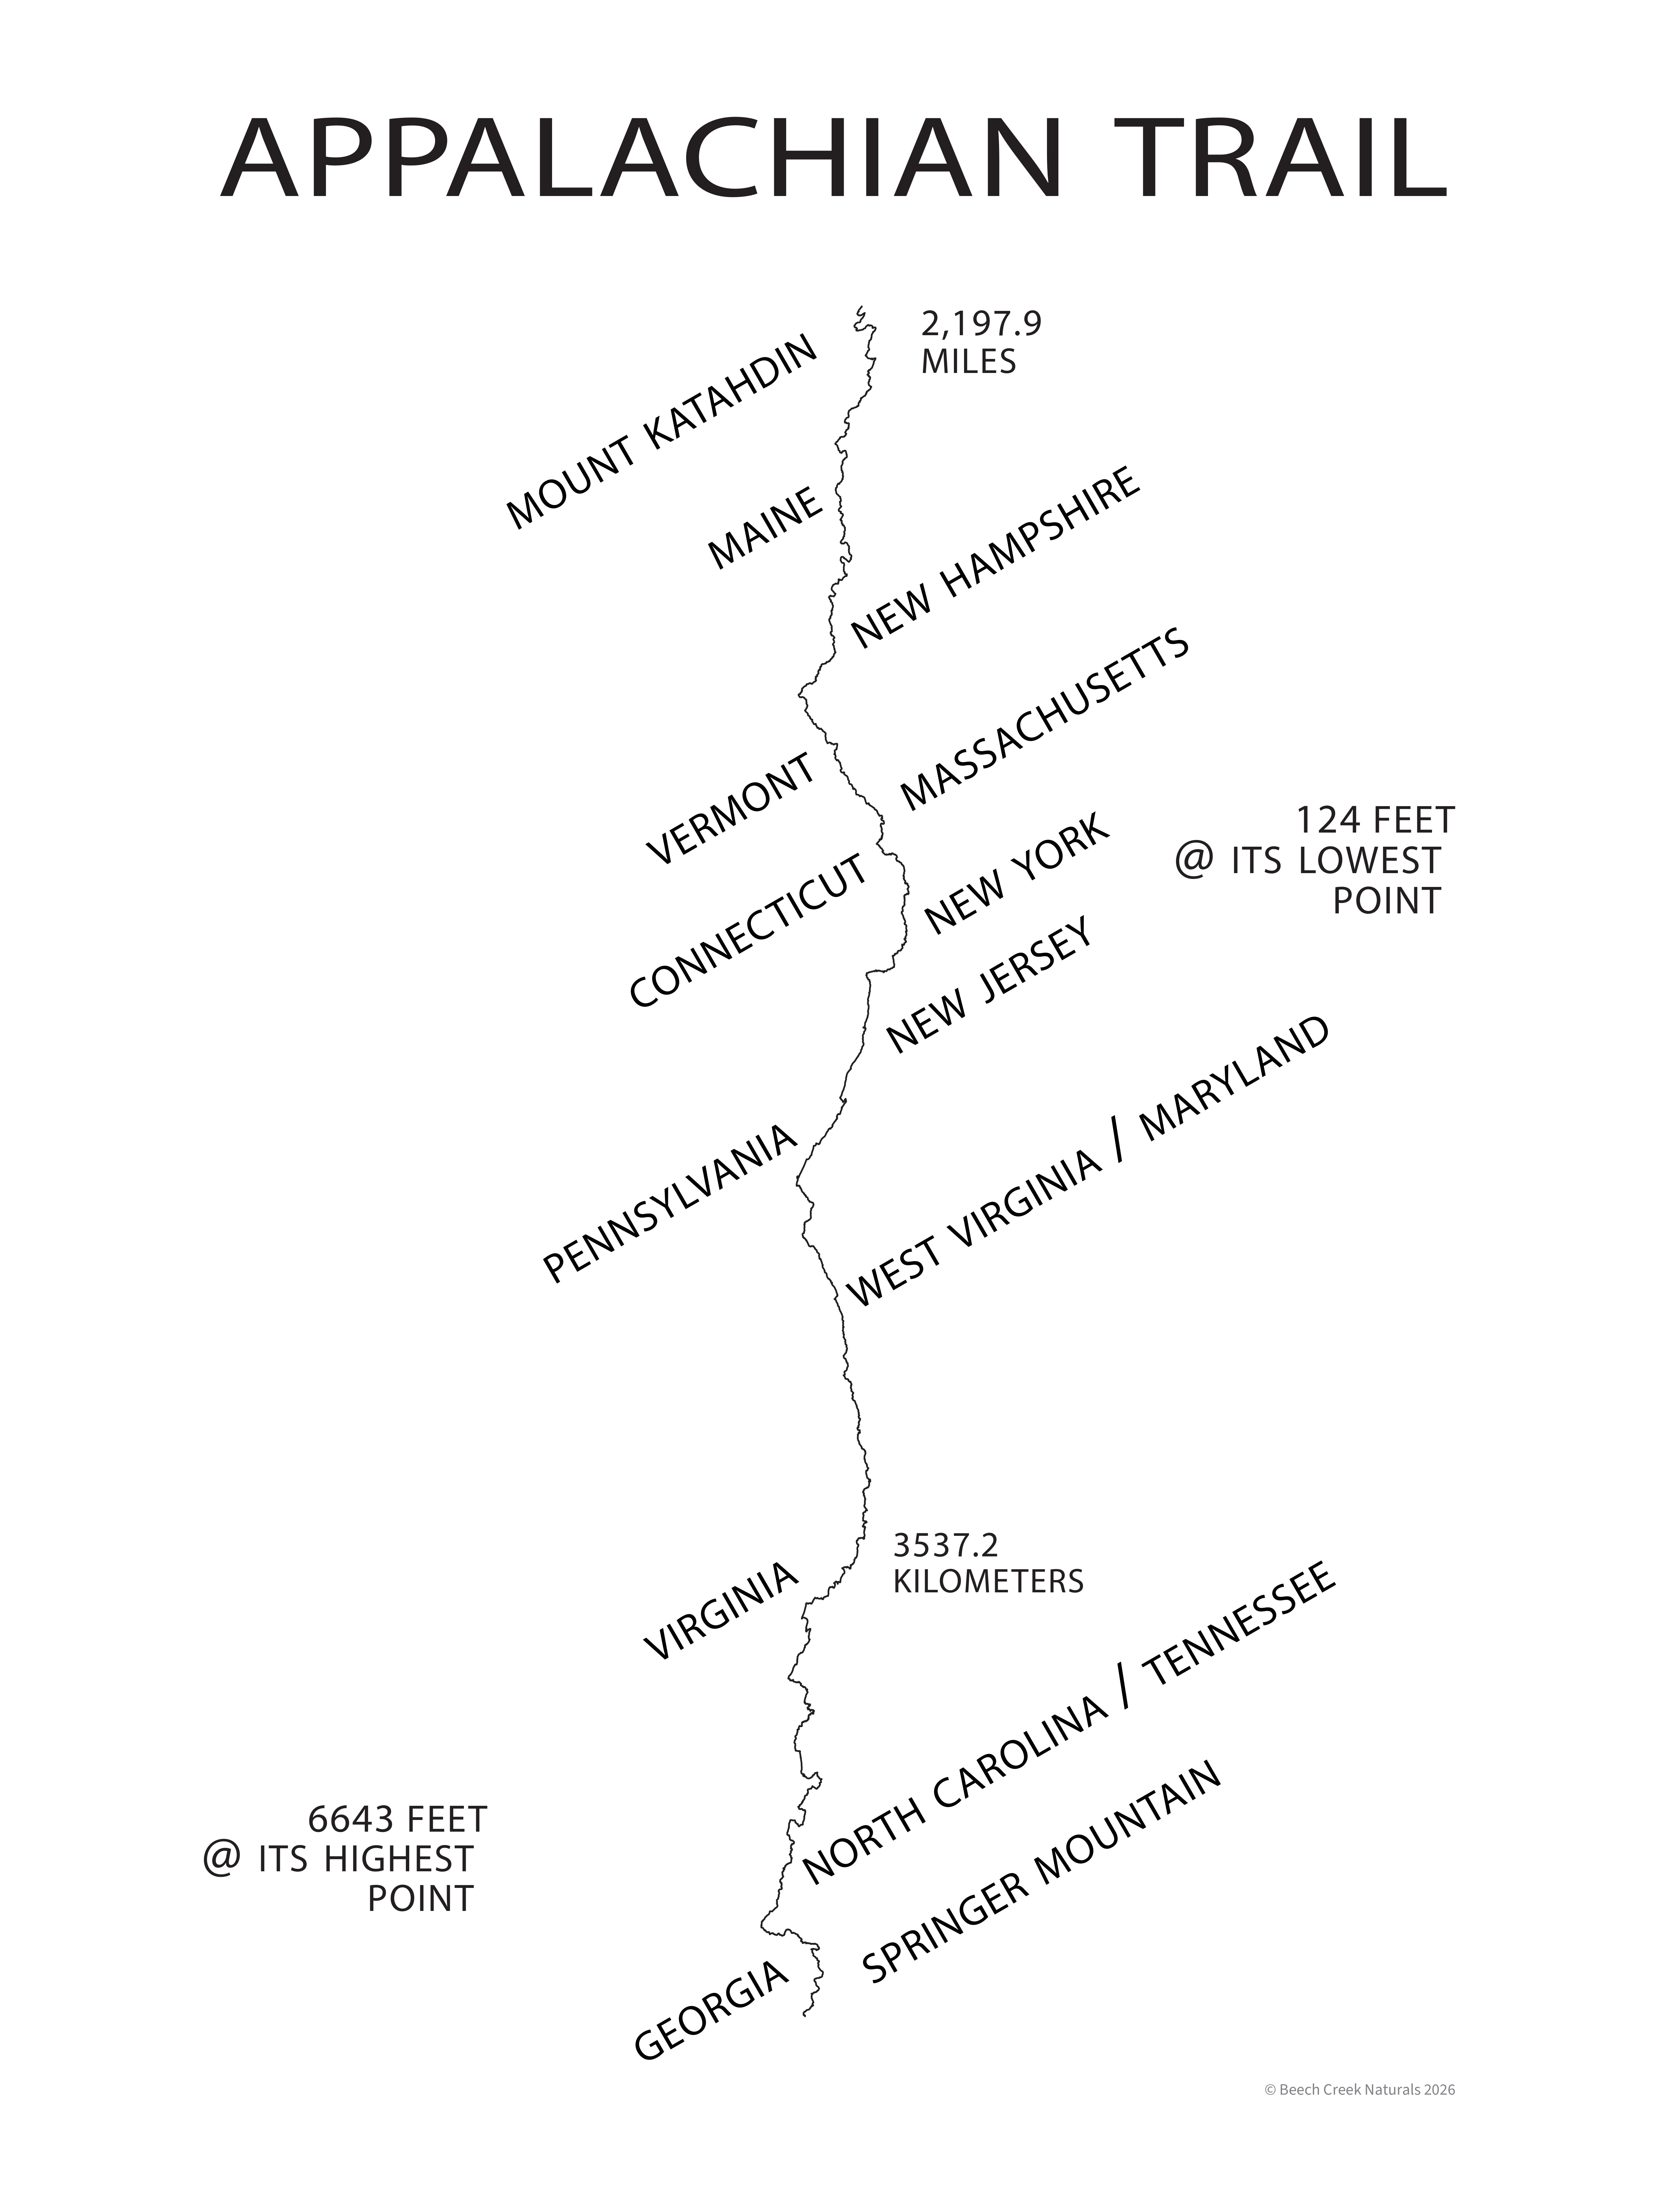 APPALACHIAN TRAIL
2,197.9
MILES
MOUNT KATAHDIN
MAINE
NEW HAMPSHIRE
MASSACHUSETTS
VERMONT
124 FEET
@ ITS LOWEST
POINT
NEW YORK
CONNECTICUT
NEW JERSEY
WEST VIRGINIA / MARYLAND
PENNSYLVANIA
3537.2
KILOMETERS
VIRGINIA
NORTH CAROLINA / TENNESSEE
6643 FEET
@ ITS HIGHEST
POINT
SPRINGER MOUNTAIN
GEORGIA
© Beech Creek Naturals 2026